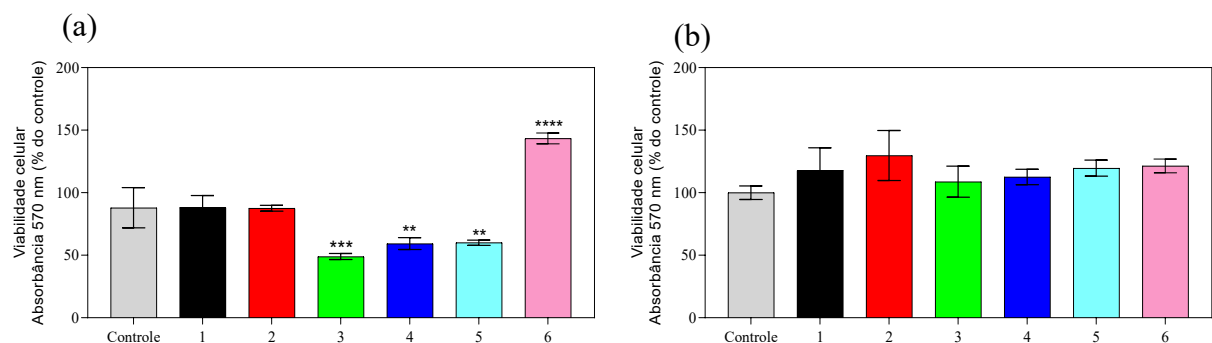 (a)
Viabilidade celular
Absorbância 570 nm (% do controle)
200
150
100
50
0
***
**
**
****
Controle 1 2 3 4 5 6
(b)
Viabilidade celular
Absorbância 570 nm (% do controle)
200
150
100
50
0
Controle 1 2 3 4 5 6